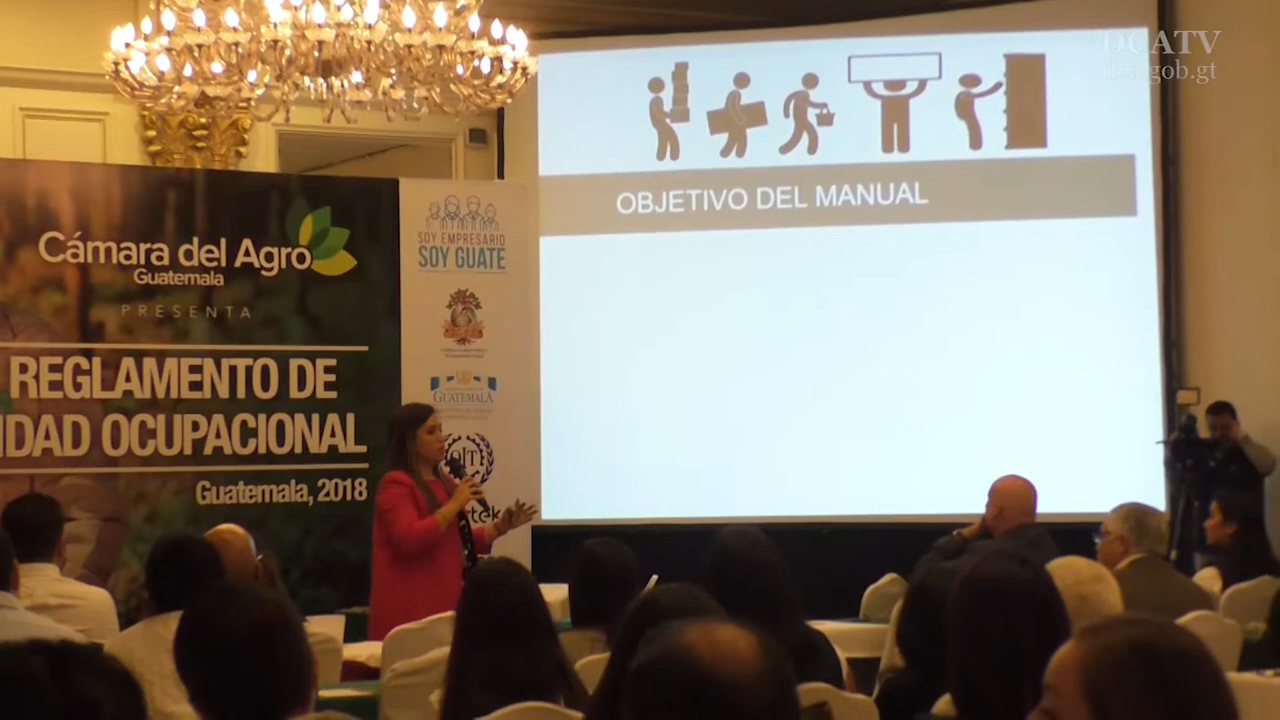 DCATV
OBJETIVO DEL MANUAL
Cámara del Agro
Guatemala
PRESENTA
REGLAMENTO DE
IDAD OCUPACIONAL
Guatemala, 2018
SOY EMPRESARIO
SOY GUATE
GUATEMALA
OIT
tek